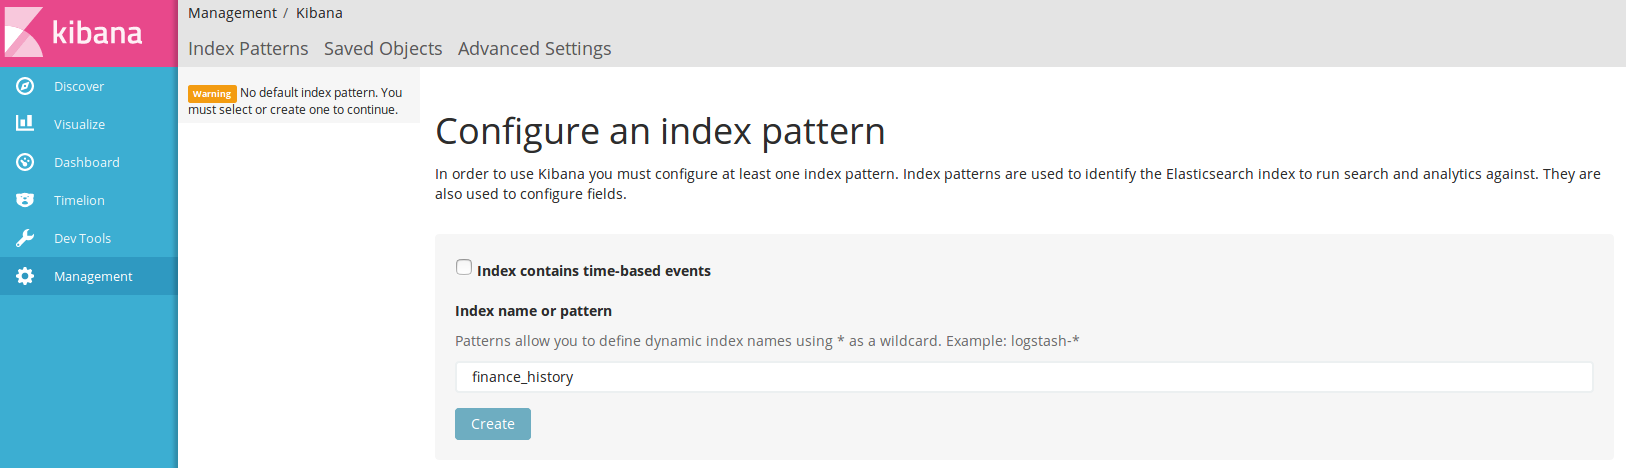 kibana
Management / Kibana
Index Patterns Saved Objects Advanced Settings
Discover
Visualize
Dashboard
Timelion
Dev Tools
Management
Warning No default index pattern. You
must select or create one to continue.
Configure an index pattern
In order to use Kibana you must configure at least one index pattern. Index patterns are used to identify the Elasticsearch index to run search and analytics against. They are
also used to configure fields.
Index contains time-based events
Index name or pattern
Patterns allow you to define dynamic index names using * as a wildcard. Example: logstash-*
finance_history
Create